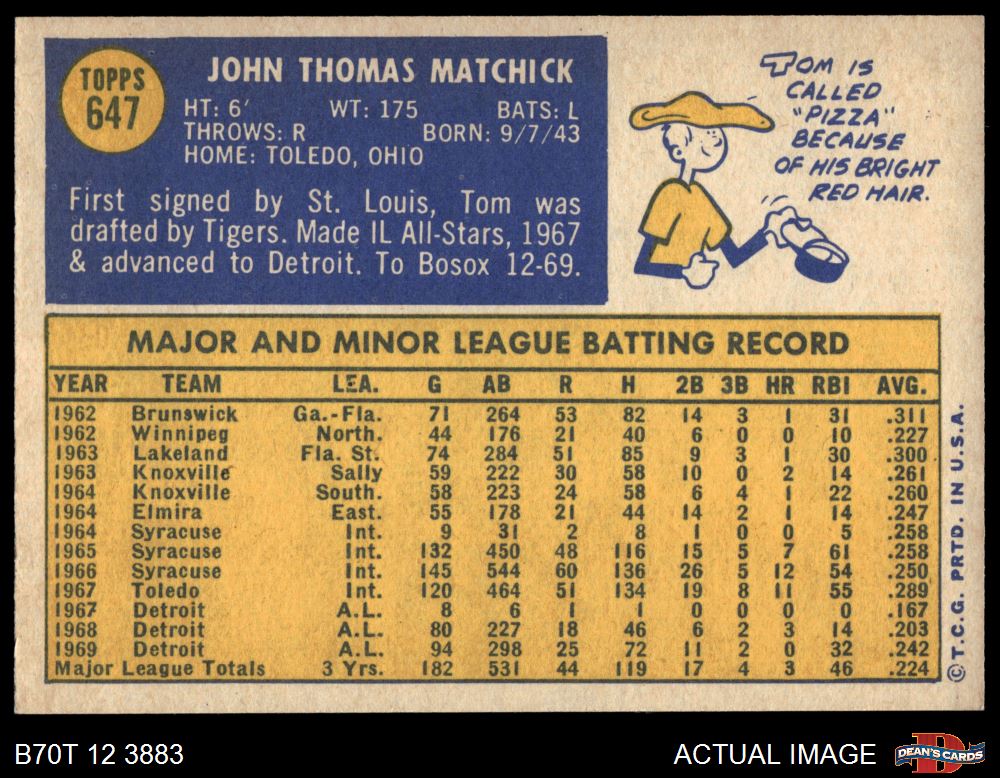 TOPPS
647
JOHN THOMAS MATCHICK
HT: 6' WT: 175 BATS: L
THROWS: R BORN: 9/7/43
HOME: TOLEDO, OHIO
First signed by St. Louis, Tom was
drafted by Tigers. Made IL All-Stars, 1967
& advanced to Detroit. To Bosox 12-69.
TOM IS
CALLED
"PIZZA"
BECAUSE
OF HIS BRIGHT
RED HAIR.
MAJOR AND MINOR LEAGUE BATTING RECORD
YEAR TEAM LEA. G AB R H 2B 3B HR RBI AVG.
1962 Brunswick Ga.-Fla. 71 264 53 82 14 3 1 31 .311
1962 Winnipeg North. 44 176 21 40 6 0 0 10 .227
1963 Lakeland Fla. St. 74 284 51 85 9 3 1 30 .300
1963 Knoxville Sally 59 222 30 58 10 0 2 14 .261
1964 Knoxville South. 58 223 24 58 6 4 1 22 .260
1964 Elmira East. 55 178 21 44 14 2 1 14 .247
1964 Syracuse Int. 9 31 2 8 1 0 0 5 .258
1965 Syracuse Int. 132 450 48 116 15 5 7 61 .258
1966 Syracuse Int. 145 544 60 136 26 5 12 54 .250
1967 Toledo Int. 120 464 51 134 19 8 11 55 .289
1967 Detroit A.L. 8 6 1 1 0 0 0 0 .167
1968 Detroit A.L. 80 227 18 46 6 2 3 14 .203
1969 Detroit A.L. 94 298 25 72 11 2 0 32 .242
Major League Totals 3 Yrs. 182 531 44 119 17 4 3 46 .224
© T.C.G. PRTD. IN U.S.A.
B70T 12 3883
ACTUAL IMAGE
D
DEAN'S CARDS